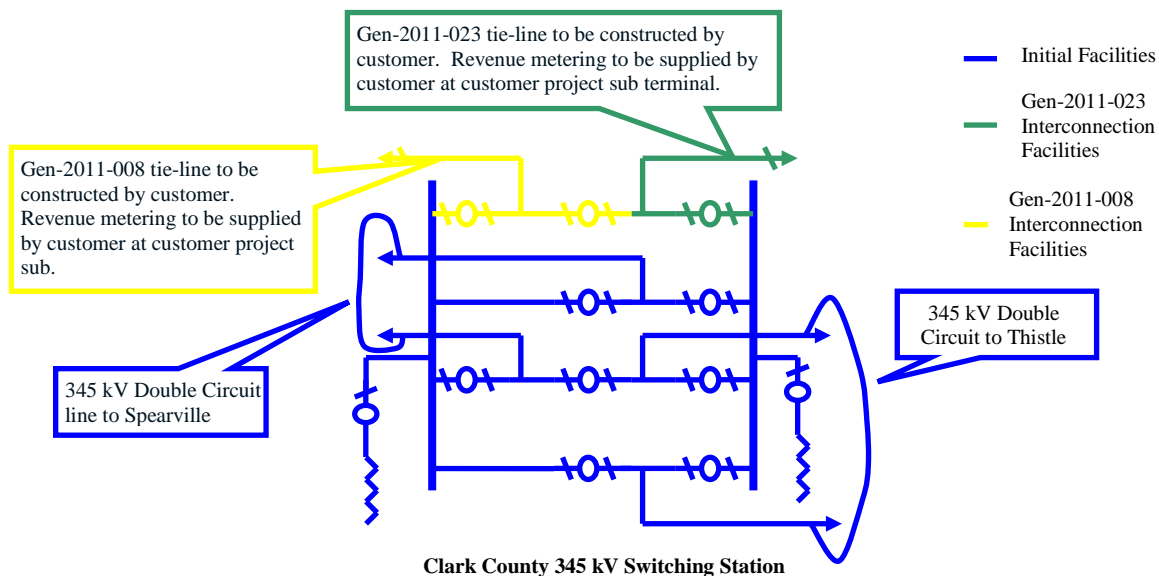 Gen-2011-023 tie-line to be constructed by
customer.  Revenue metering to be supplied by
customer at customer project sub terminal.
Initial Facilities
Gen-2011-023
Interconnection
Facilities
Gen-2011-008
Interconnection
Facilities
Gen-2011-008 tie-line to be
constructed by customer.
Revenue metering to be supplied
by customer at customer project
sub.
345 kV Double
Circuit to Thistle
345 kV Double Circuit
line to Spearville
Clark County 345 kV Switching Station